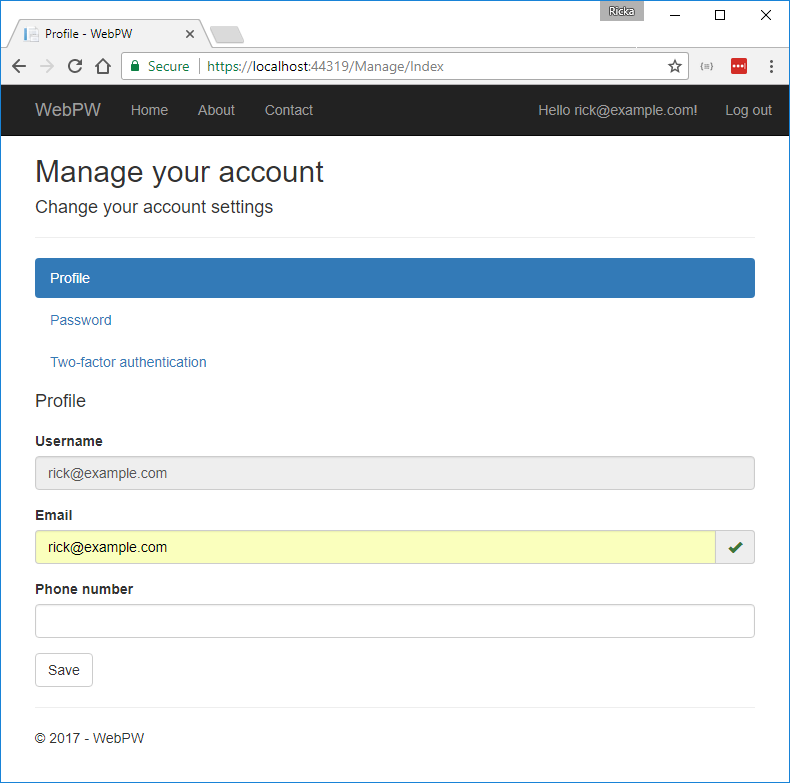 Ricka
Profile - WebPW
Secure https://localhost:44319/Manage/Index
WebPW Home About Contact Hello rick@example.com! Log out
Manage your account
Change your account settings
Profile
Password
Two-factor authentication
Profile
Username
rick@example.com
Email
rick@example.com
Phone number
Save
© 2017 - WebPW